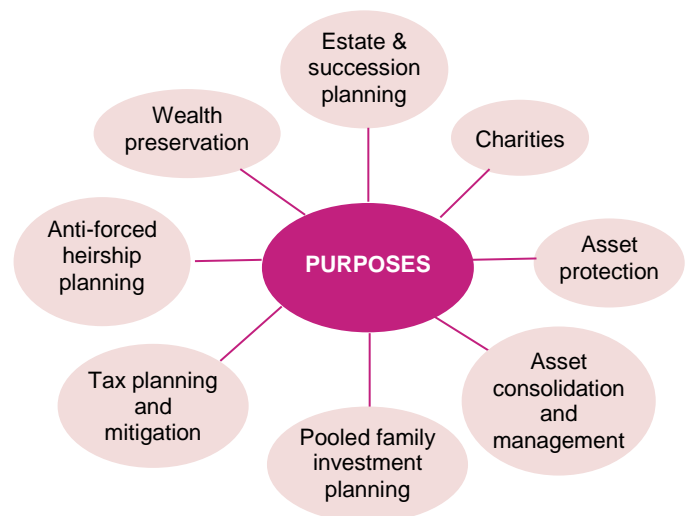 Estate &
succession
planning
Wealth
preservation
Charities
Anti-forced
heirship
planning
PURPOSES
Asset
protection
Tax planning
and
mitigation
Pooled family
investment
planning
Asset
consolidation
and
management